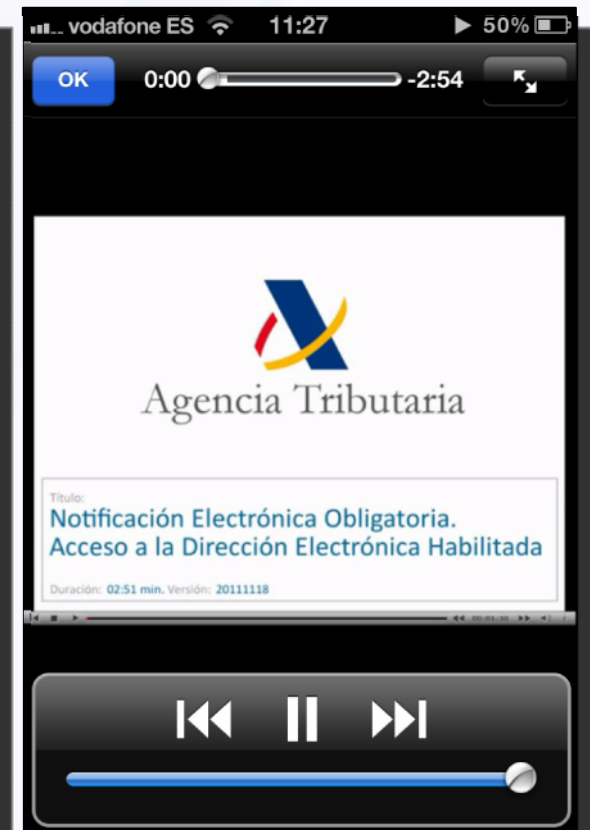 vodafone ES 11:27 50%
OK 0:00 -2:54
Agencia Tributaria
Título:
Notificación Electrónica Obligatoria.
Acceso a la Dirección Electrónica Habilitada
Duración: 02:51 min. Versión: 20111118